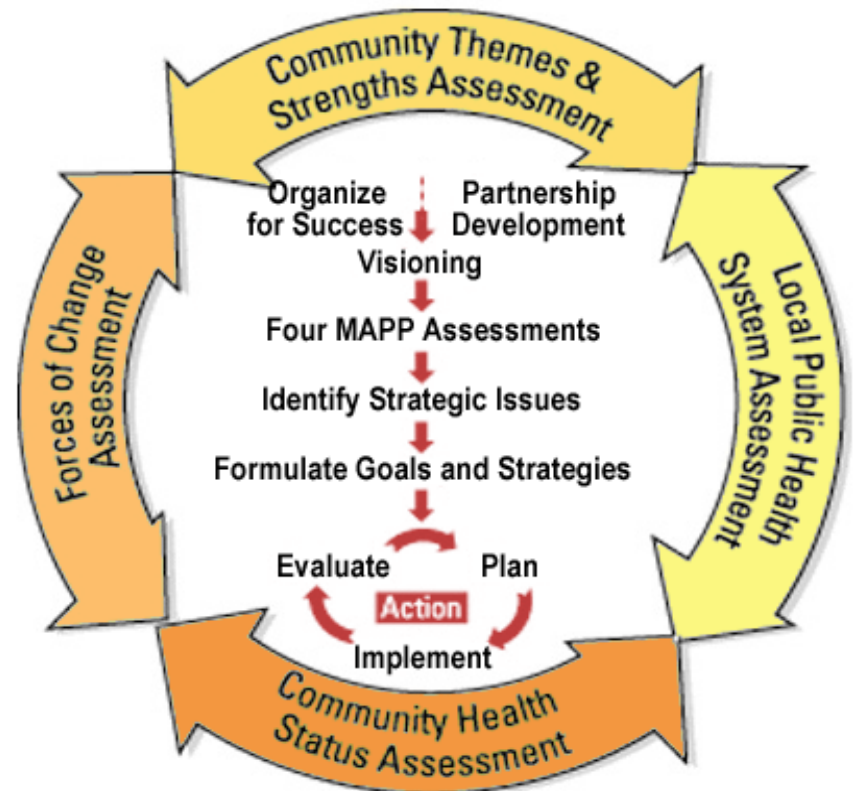 Community Themes &
Strengths Assessment
Organize
for Success
Partnership
Development
Visioning
Four MAPP Assessments
Identify Strategic Issues
Formulate Goals and Strategies
Evaluate
Plan
Action
Implement
Forces of Change
Assessment
Local Public Health
System Assessment
Community Health
Status Assessment